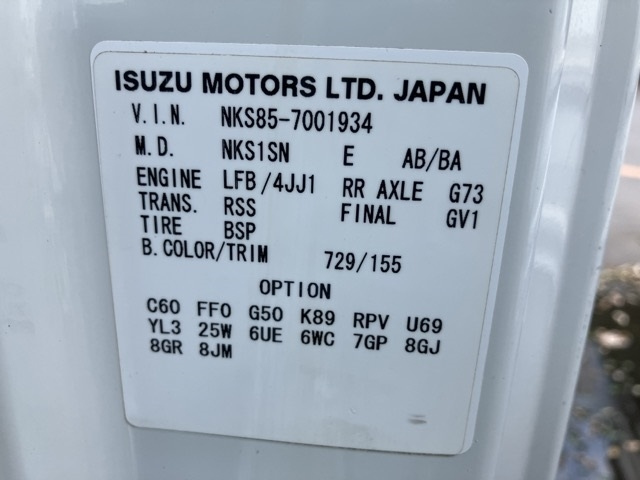 ISUZU MOTORS LTD. JAPAN
V.I.N. NKS85-7001934
M.D. NKS1SN E AB/BA
ENGINE LFB/4JJ1 RR AXLE G73
TRANS. RSS FINAL GV1
TIRE BSP
B.COLOR/TRIM 729/155
OPTION
C60 FF0 G50 K89 RPV U69
YL3 25W 6UE 6WC 7GP 8GJ
8GR 8JM